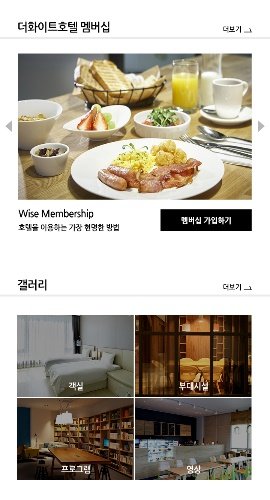 더화이트호텔 멤버십
더보기
Wise Membership
호텔을 이용하는 가장 현명한 방법
멤버십 가입하기
갤러리
더보기
객실
부대시설
프로그램
영상